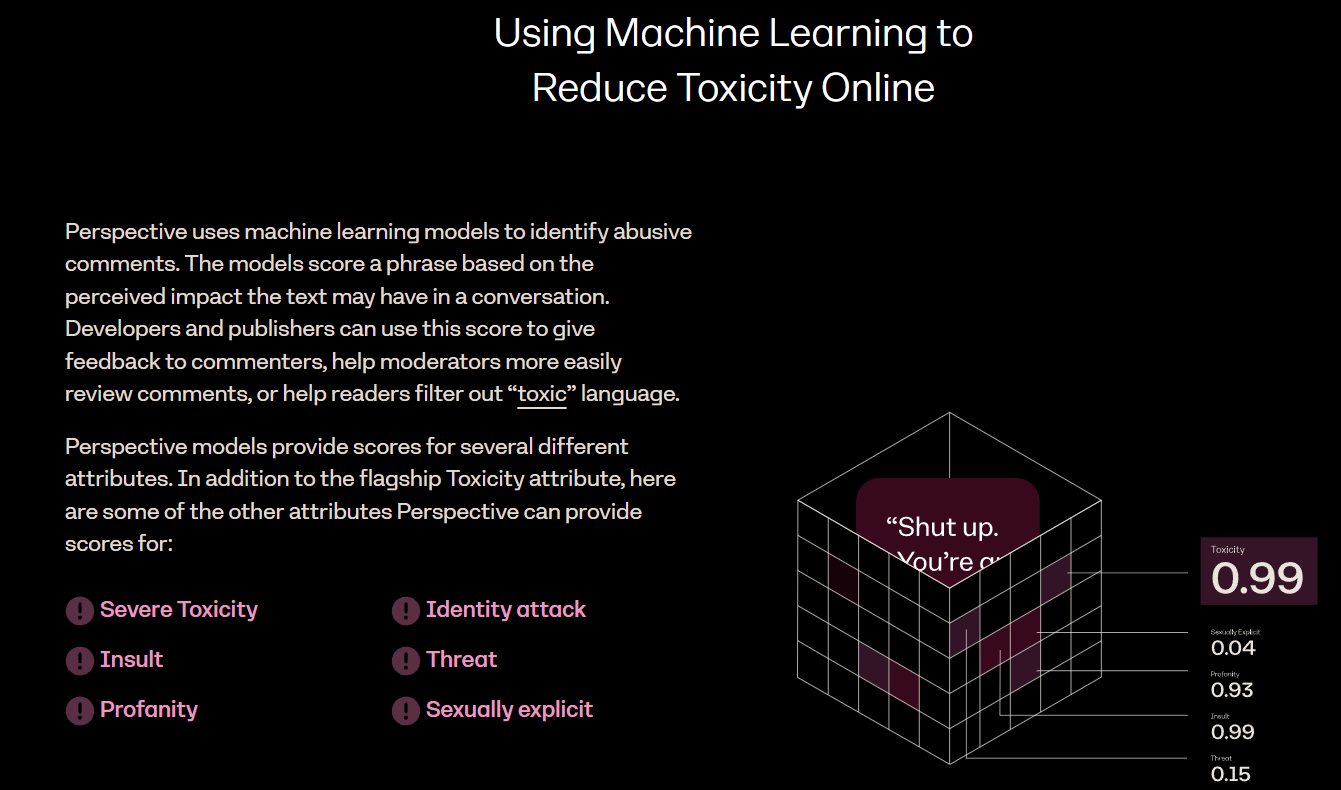 Using Machine Learning to
Reduce Toxicity Online
Perspective uses machine learning models to identify abusive
comments. The models score a phrase based on the
perceived impact the text may have in a conversation.
Developers and publishers can use this score to give
feedback to commenters, help moderators more easily
review comments, or help readers filter out “toxic” language.
Perspective models provide scores for several different
attributes. In addition to the flagship Toxicity attribute, here
are some of the other attributes Perspective can provide
scores for:
Severe Toxicity
Identity attack
Insult
Threat
Profanity
Sexually explicit
“Shut up.
You’re
Toxicity
0.99
Sexually Explicit
0.04
Profanity
0.93
Insult
0.99
Threat
0.15